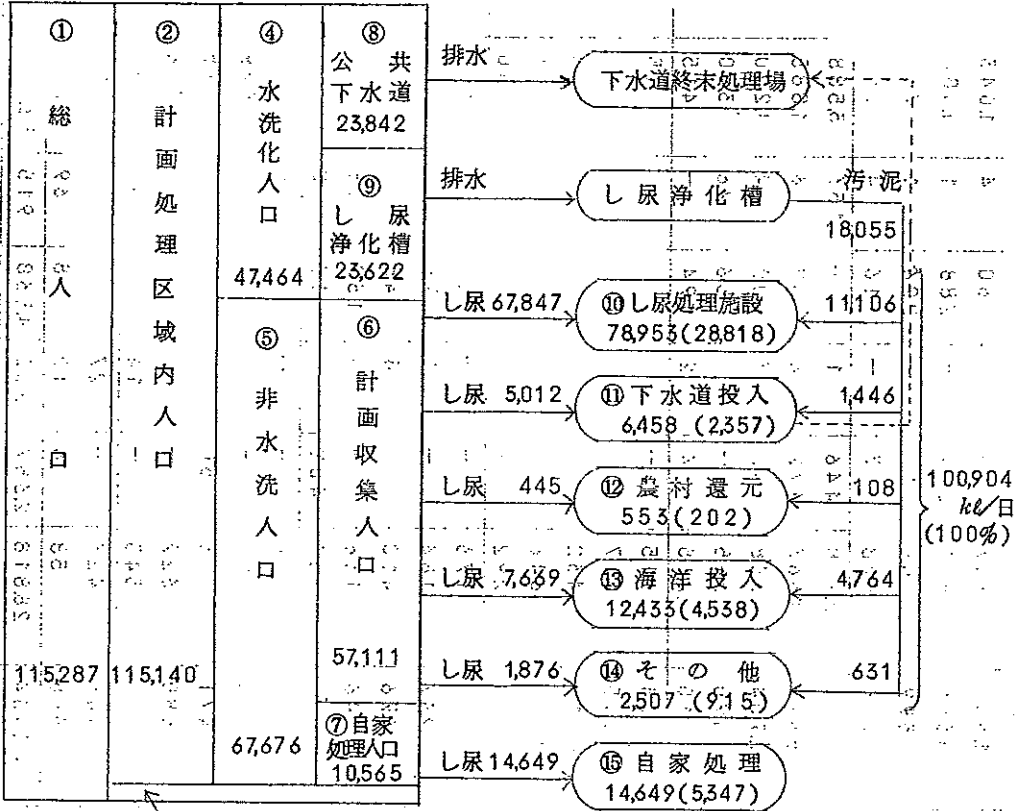 ① 総人口 115,287
② 計画処理区域内人口 115,140
④ 水洗化人口 47,464
⑤ 非水洗人口 67,676
⑧ 公共下水道 23,842
⑨ し尿浄化槽 23,622
⑥ 計画収集人口 57,111
⑦自家処理人口 10,565
排水
下水道終末処理場
排水
し尿浄化槽
汚泥
18,055
し尿 67,847
⑩し尿処理施設
78,953(28,818)
11,106
し尿 5,012
⑪下水道投入
6,458 (2,357)
1,446
し尿 445
⑫農村還元
553(202)
108
し尿 7,669
⑬海洋投入
12,433(4,538)
4,764
し尿 1,876
⑭その他
2,507 (915)
631
し尿 14,649
⑮自家処理
14,649(5,347)
100,904
kℓ/日
(100%)